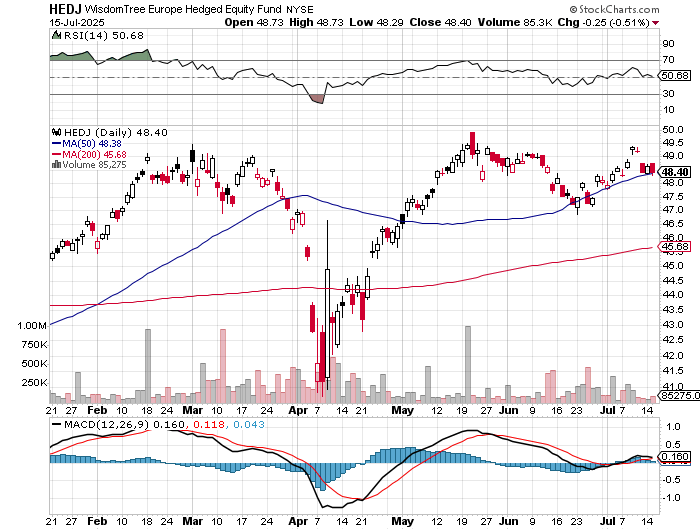 HEDJ WisdomTree Europe Hedged Equity Fund NYSE © StockCharts.com
15-Jul-2025 Open 48.73 High 48.73 Low 48.29 Close 48.40 Volume 85.3K Chg -0.25 (-0.51%)
RSI(14) 50.68
90
70
50.68
30
10
HEDJ (Daily) 48.40
MA(50) 48.38
MA(200) 45.68
Volume 85,275
50.0
49.5
49.0
48.40
48.0
47.5
47.0
46.5
46.0
45.68
45.0
44.5
44.0
43.5
43.0
42.5
42.0
41.5
41.0
85275.0
1.00M
750K
500K
250K
21 27 Feb 10 18 24 Mar 10 17 24 Apr 7 14 21 May 12 19 27 Jun 9 16 23 Jul 7 14
MACD(12,26,9) 0.160, 0.118, 0.043
1.0
0.5
0.160
-0.5
-1.0
21 27 Feb 10 18 24 Mar 10 17 24 Apr 7 14 21 May 12 19 27 Jun 9 16 23 Jul 7 14